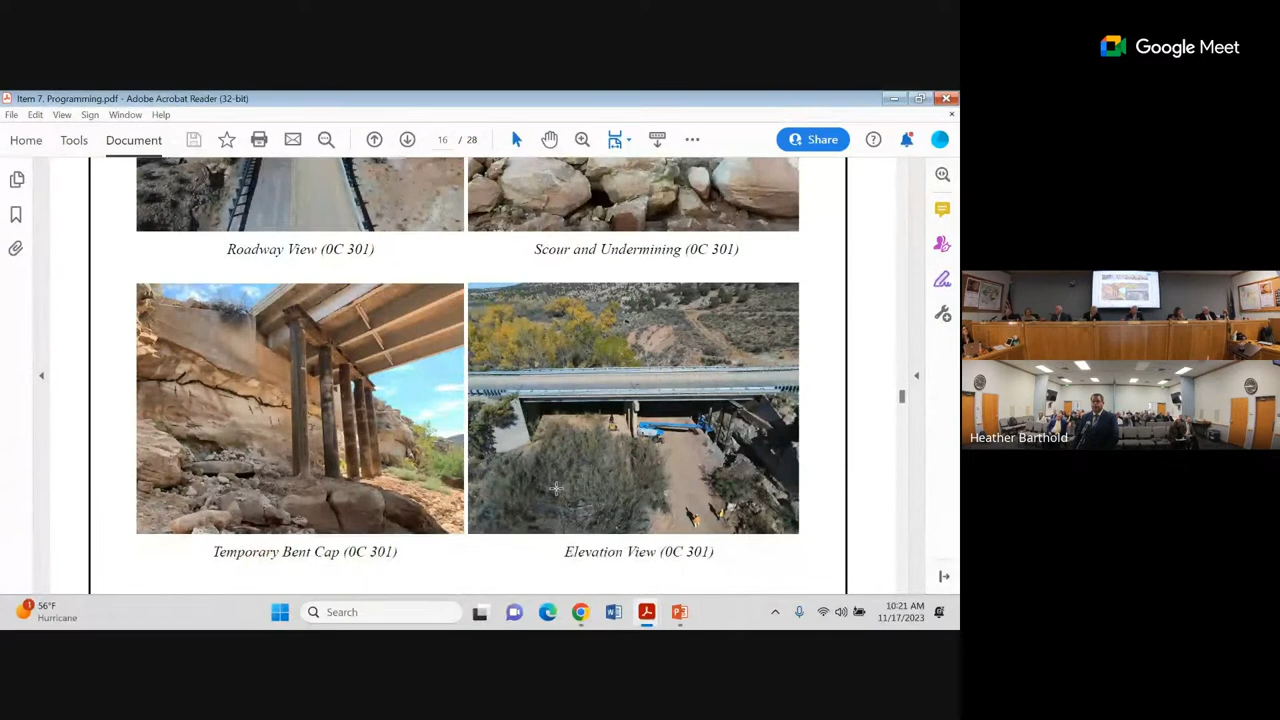 Google Meet
Item 7. Programming.pdf - Adobe Acrobat Reader (32-bit)
File Edit View Sign Window Help
Home Tools Document 16 / 28 Share
Roadway View (0C 301) Scour and Undermining (0C 301)
Temporary Bent Cap (0C 301) Elevation View (0C 301)
Heather Barthold
1 56°F
Hurricane
Search
10:21 AM
11/17/2023